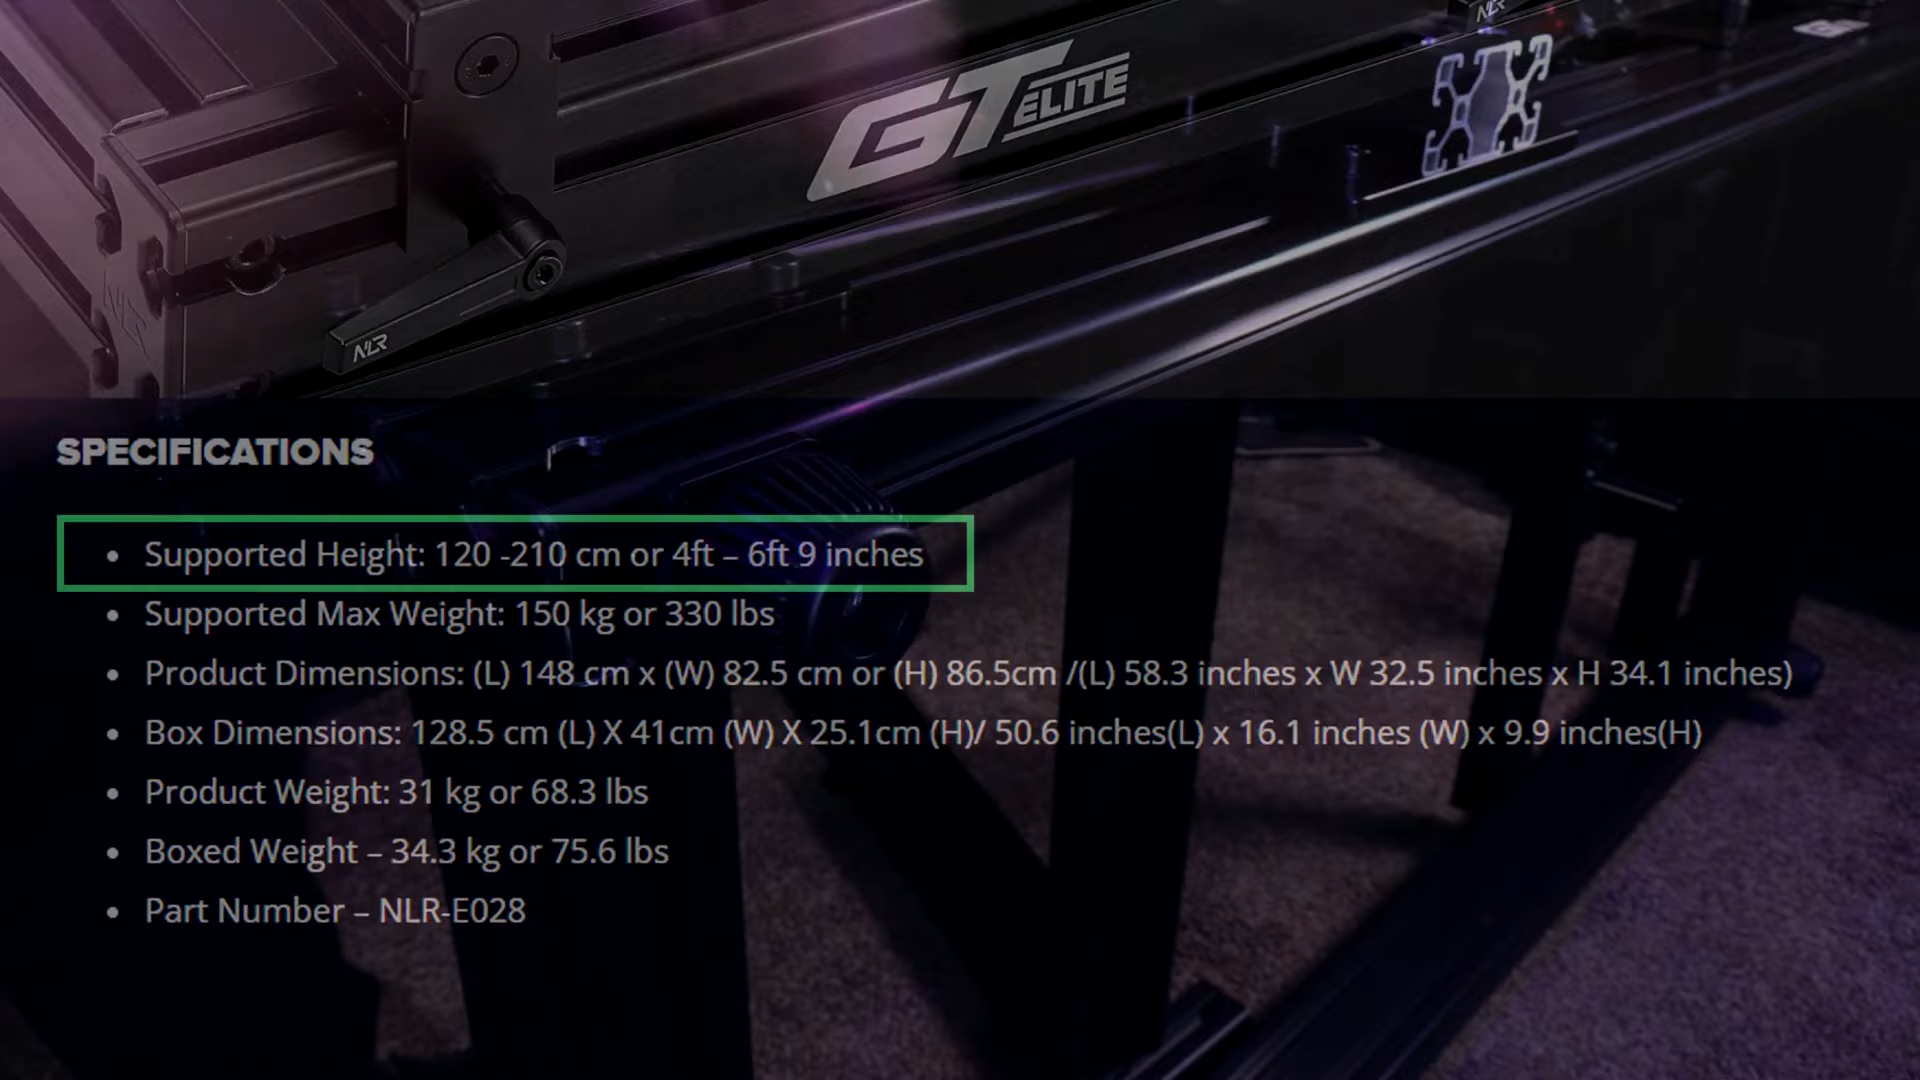 NLR
GT ELITE
NLR
SPECIFICATIONS
• Supported Height: 120 -210 cm or 4ft – 6ft 9 inches
• Supported Max Weight: 150 kg or 330 lbs
• Product Dimensions: (L) 148 cm x (W) 82.5 cm or (H) 86.5cm /(L) 58.3 inches x W 32.5 inches x H 34.1 inches)
• Box Dimensions: 128.5 cm (L) X 41cm (W) X 25.1cm (H)/ 50.6 inches(L) x 16.1 inches (W) x 9.9 inches(H)
• Product Weight: 31 kg or 68.3 lbs
• Boxed Weight – 34.3 kg or 75.6 lbs
• Part Number – NLR-E028